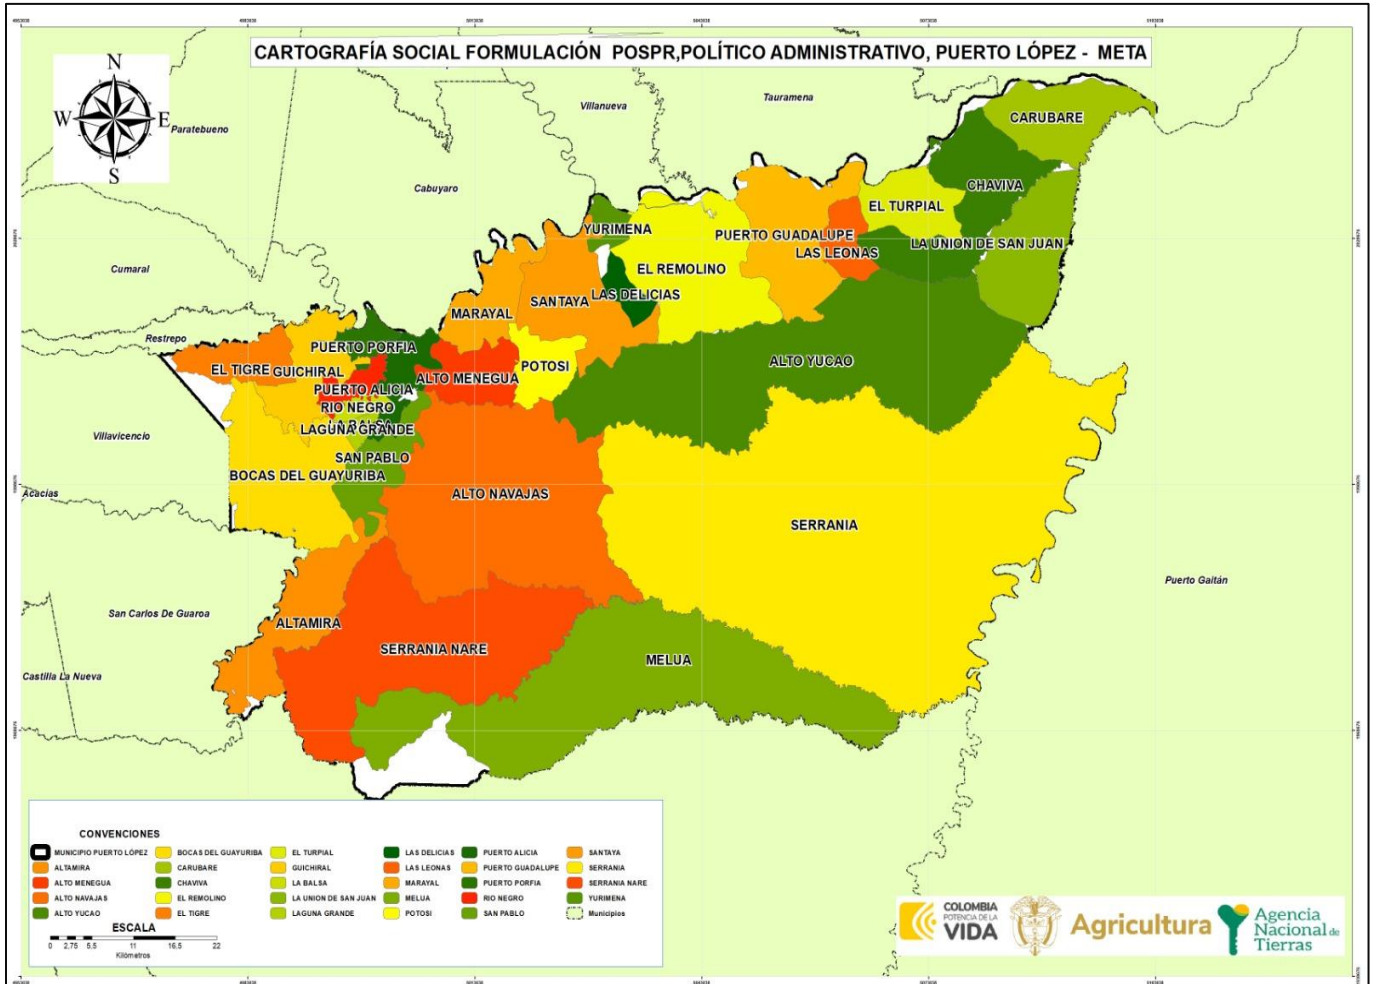 CARTOGRAFÍA SOCIAL FORMULACIÓN POSPR,POLÍTICO ADMINISTRATIVO, PUERTO LÓPEZ - META
N
W
E
S
Paratebueno
Villanueva
Tauramena
Cabuyaro
Cumaral
Restrepo
Villavicencio
Acacías
San Carlos De Guaroa
Castilla La Nueva
Puerto Gaitán
CARUBARE
CHAVIVA
EL TURPIAL
LA UNION DE SAN JUAN
YURIMENA
PUERTO GUADALUPE
LAS LEONAS
EL REMOLINO
LAS DELICIAS
SANTAYA
MARAYAL
PUERTO PORFIA
POTOSI
ALTO YUCAO
EL TIGRE
GUICHIRAL
ALTO MENEGUA
PUERTO ALICIA
RIO NEGRO
LA BALSA
LAGUNA GRANDE
SAN PABLO
BOCAS DEL GUAYURIBA
ALTO NAVAJAS
SERRANIA
ALTAMIRA
SERRANIA NARE
MELUA
CONVENCIONES
MUNICIPIO PUERTO LÓPEZ
ALTAMIRA
ALTO MENEGUA
ALTO NAVAJAS
ALTO YUCAO
BOCAS DEL GUAYURIBA
CARUBARE
CHAVIVA
EL REMOLINO
EL TIGRE
EL TURPIAL
GUICHIRAL
LA BALSA
LA UNION DE SAN JUAN
LAGUNA GRANDE
LAS DELICIAS
LAS LEONAS
MARAYAL
MELUA
POTOSI
PUERTO ALICIA
PUERTO GUADALUPE
PUERTO PORFIA
RIO NEGRO
SAN PABLO
SANTAYA
SERRANIA
SERRANIA NARE
YURIMENA
Municipios
ESCALA
0 2,75 5,5 11 16,5 22
Kilómetros
COLOMBIA
POTENCIA DE LA
VIDA
Agricultura
Agencia
Nacional de
Tierras